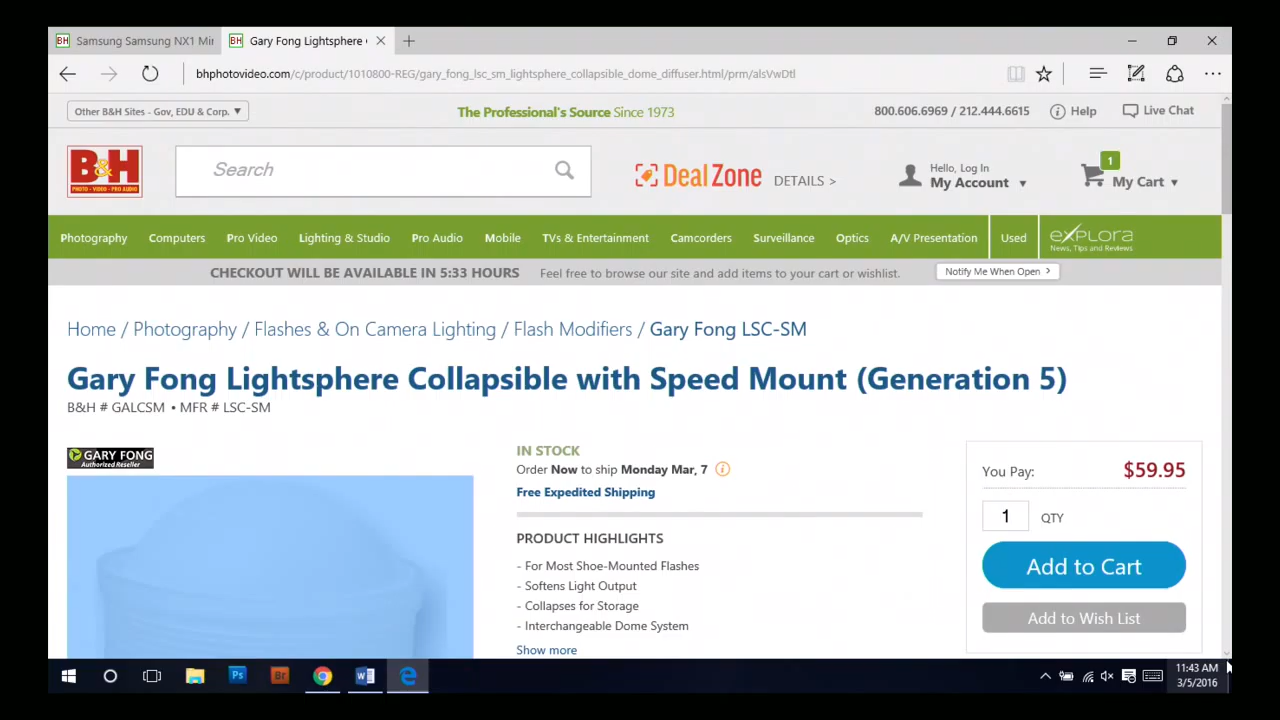 Samsung Samsung NX1 Mir
Gary Fong Lightsphere
bhphotovideo.com/c/product/1010800-REG/gary_fong_lsc_sm_lightsphere_collapsible_dome_diffuser.html/prm/alsVwDtl
Other B&H Sites - Gov, EDU & Corp. ▼
The Professional's Source Since 1973
800.606.6969 / 212.444.6615
Help
Live Chat
B&H
PHOTO - VIDEO - PRO AUDIO
Search
DealZone DETAILS >
Hello, Log In
My Account ▼
1
My Cart ▼
Photography Computers Pro Video Lighting & Studio Pro Audio Mobile TVs & Entertainment Camcorders Surveillance Optics A/V Presentation Used explora
News, Tips and Reviews
CHECKOUT WILL BE AVAILABLE IN 5:33 HOURS Feel free to browse our site and add items to your cart or wishlist. Notify Me When Open >
Home / Photography / Flashes & On Camera Lighting / Flash Modifiers / Gary Fong LSC-SM
Gary Fong Lightsphere Collapsible with Speed Mount (Generation 5)
B&H # GALCSM • MFR # LSC-SM
GARY FONG
Authorized Reseller
IN STOCK
Order Now to ship Monday Mar, 7
Free Expedited Shipping
PRODUCT HIGHLIGHTS
- For Most Shoe-Mounted Flashes
- Softens Light Output
- Collapses for Storage
- Interchangeable Dome System
Show more
You Pay: $59.95
1 QTY
Add to Cart
Add to Wish List
Ps
Br
11:43 AM
3/5/2016